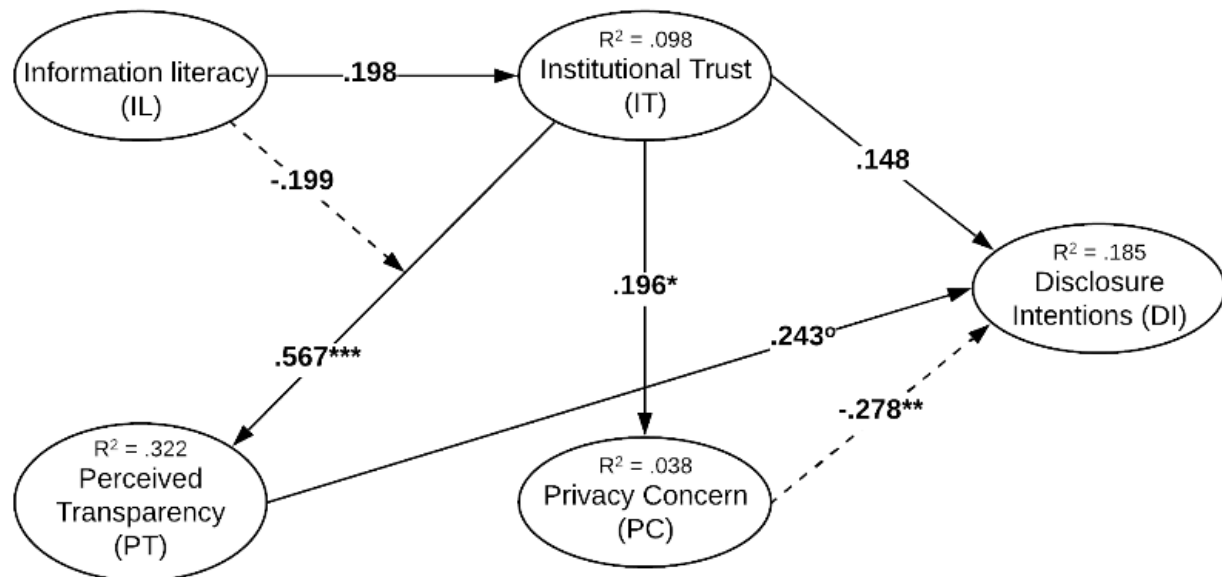 Information literacy
(IL)
.198
R² = .098
Institutional Trust
(IT)
-.199
.148
R² = .185
Disclosure
Intentions (DI)
.196*
.567***
.243º
-.278**
R² = .322
Perceived
Transparency
(PT)
R² = .038
Privacy Concern
(PC)